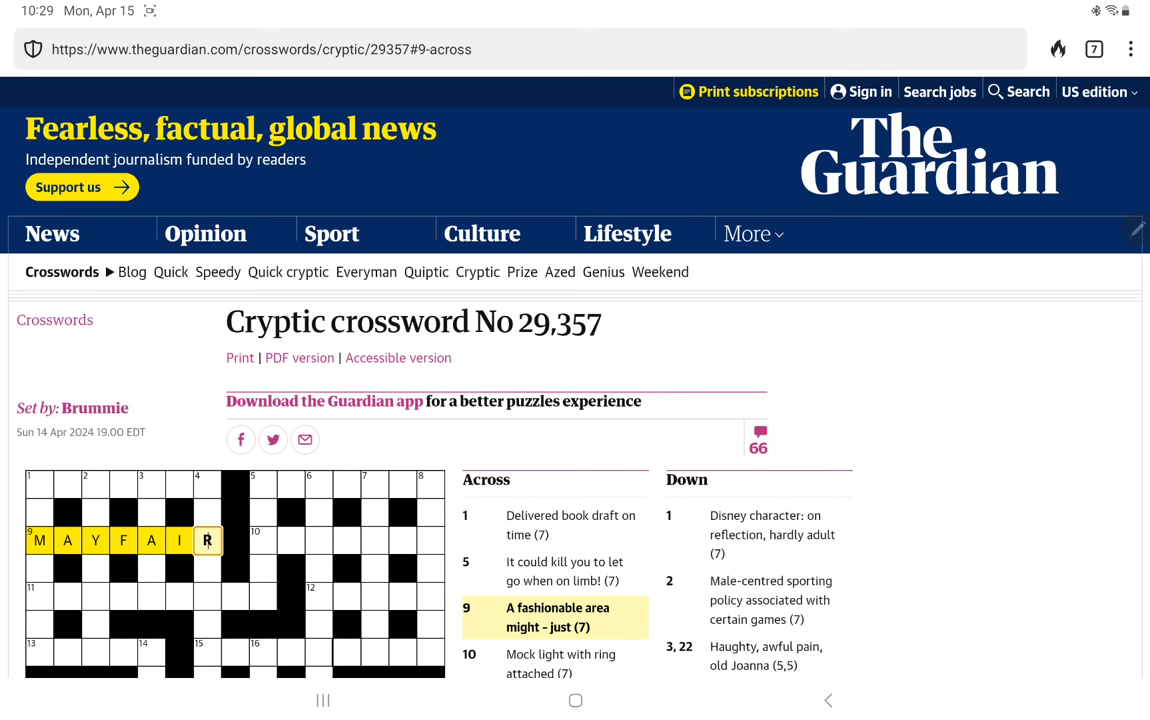 10:29 Mon, Apr 15
https://www.theguardian.com/crosswords/cryptic/29357#9-across
7
Print subscriptions
Sign in
Search jobs
Search
US edition
Fearless, factual, global news
Independent journalism funded by readers
Support us
The
Guardian
News
Opinion
Sport
Culture
Lifestyle
More
Crosswords
Blog Quick Speedy Quick cryptic Everyman Quiptic Cryptic Prize Azed Genius Weekend
Crosswords
Cryptic crossword No 29,357
Print | PDF version | Accessible version
Set by: Brummie
Sun 14 Apr 2024 19.00 EDT
Download the Guardian app for a better puzzles experience
66
1 2 3 4 5 6 7 8
9 M A Y F A I R 10
11 12
13 14 15 16
Across
1 Delivered book draft on
time (7)
5 It could kill you to let
go when on limb! (7)
9 A fashionable area
might – just (7)
10 Mock light with ring
attached (7)
Down
1 Disney character: on
reflection, hardly adult
(7)
2 Male-centred sporting
policy associated with
certain games (7)
3, 22 Haughty, awful pain,
old Joanna (5,5)